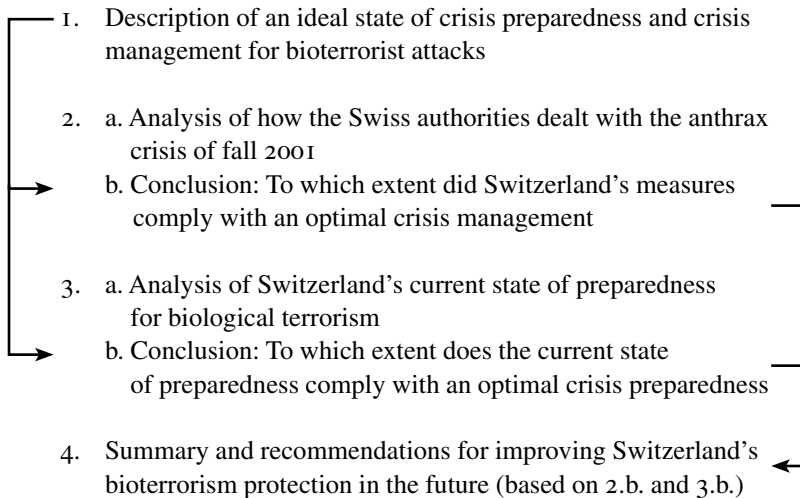 1. Description of an ideal state of crisis preparedness and crisis
management for bioterrorist attacks
2. a. Analysis of how the Swiss authorities dealt with the anthrax
crisis of fall 2001
b. Conclusion: To which extent did Switzerland’s measures
comply with an optimal crisis management
3. a. Analysis of Switzerland’s current state of preparedness
for biological terrorism
b. Conclusion: To which extent does the current state
of preparedness comply with an optimal crisis preparedness
4. Summary and recommendations for improving Switzerland’s
bioterrorism protection in the future (based on 2.b. and 3.b.)